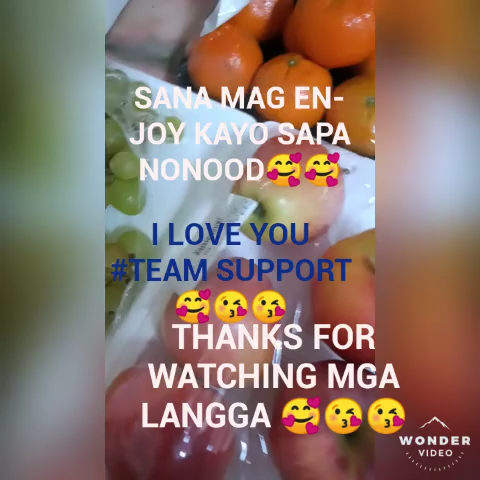 SANA MAG EN-
JOY KAYO SAPA
NONOOD🥰🥰
I LOVE YOU
#TEAM SUPPORT
🥰😘😘
THANKS FOR
WATCHING MGA
LANGGA 🥰😘😘
WONDER
VIDEO